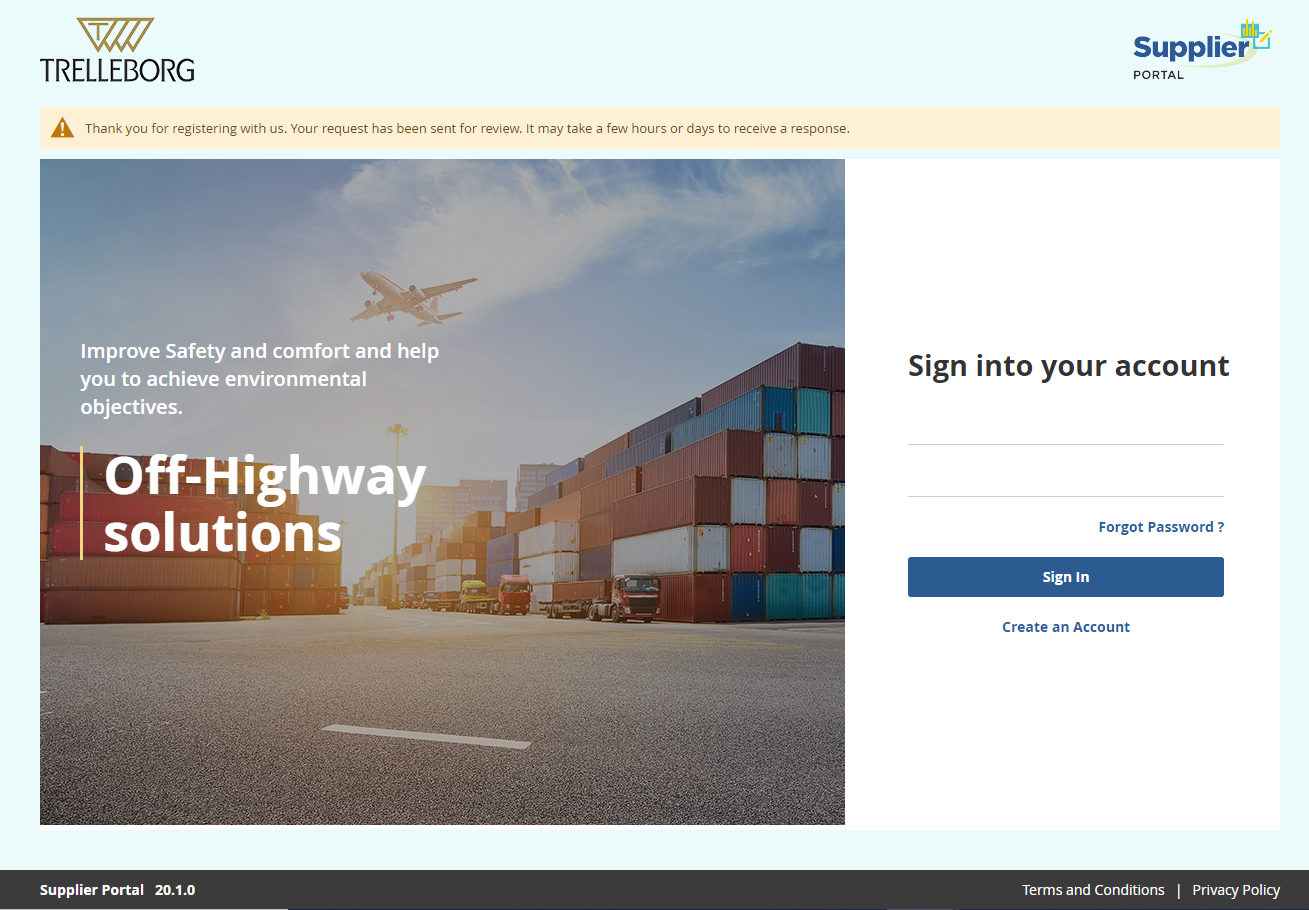 TRELLEBORG
Supplier
PORTAL
Thank you for registering with us. Your request has been sent for review. It may take a few hours or days to receive a response.
Improve Safety and comfort and help
you to achieve environmental
objectives.
Off-Highway
solutions
Sign into your account
Forgot Password ?
Sign In
Create an Account
Supplier Portal 20.1.0
Terms and Conditions | Privacy Policy